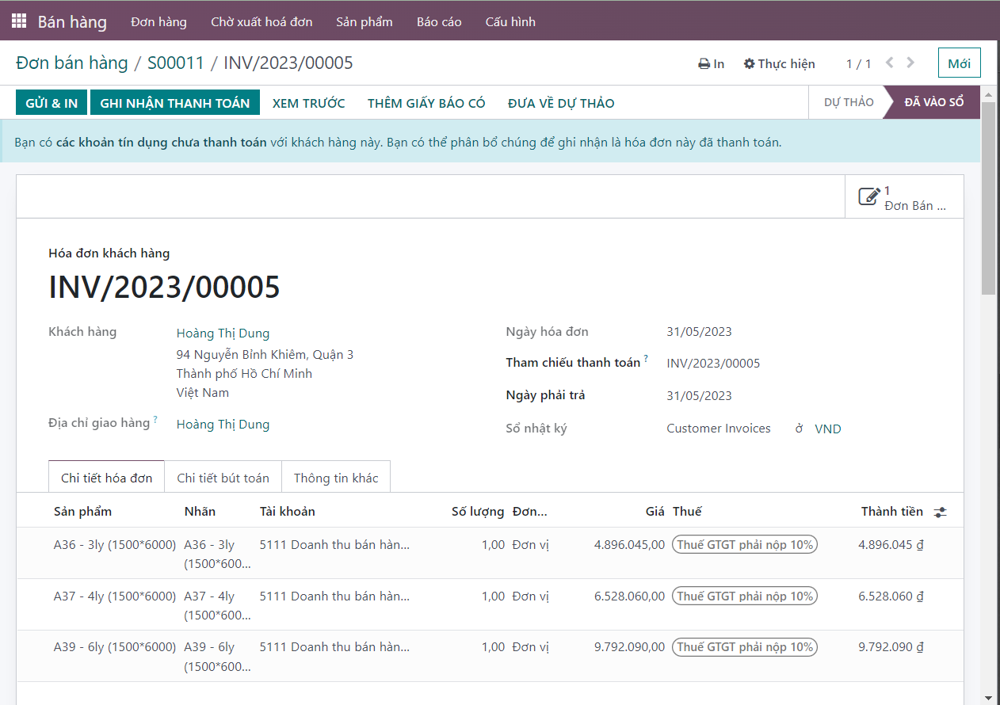 Bán hàng Đơn hàng Chờ xuất hoá đơn Sản phẩm Báo cáo Cấu hình
Đơn bán hàng / S00011 / INV/2023/00005 In Thực hiện 1 / 1 Mới
GỬI & IN GHI NHẬN THANH TOÁN XEM TRƯỚC THÊM GIẤY BÁO CÓ ĐƯA VỀ DỰ THẢO DỰ THẢO ĐÃ VÀO SỔ
Bạn có các khoản tín dụng chưa thanh toán với khách hàng này. Bạn có thể phân bổ chúng để ghi nhận là hóa đơn này đã thanh toán.
1
Đơn Bán ...
Hóa đơn khách hàng
INV/2023/00005
Khách hàng Hoàng Thị Dung
94 Nguyễn Bỉnh Khiêm, Quận 3
Thành phố Hồ Chí Minh
Việt Nam
Địa chỉ giao hàng ? Hoàng Thị Dung
Ngày hóa đơn 31/05/2023
Tham chiếu thanh toán ? INV/2023/00005
Ngày phải trả 31/05/2023
Sổ nhật ký Customer Invoices ở VND
Chi tiết hóa đơn Chi tiết bút toán Thông tin khác
Sản phẩm Nhãn Tài khoản Số lượng Đơn... Giá Thuế Thành tiền
A36 - 3ly (1500*6000) A36 - 3ly 5111 Doanh thu bán hàn... 1,00 Đơn vị 4.896.045,00 Thuế GTGT phải nộp 10% 4.896.045 ₫
(1500*600...
A37 - 4ly (1500*6000) A37 - 4ly 5111 Doanh thu bán hàn... 1,00 Đơn vị 6.528.060,00 Thuế GTGT phải nộp 10% 6.528.060 ₫
(1500*600...
A39 - 6ly (1500*6000) A39 - 6ly 5111 Doanh thu bán hàn... 1,00 Đơn vị 9.792.090,00 Thuế GTGT phải nộp 10% 9.792.090 ₫
(1500*600...